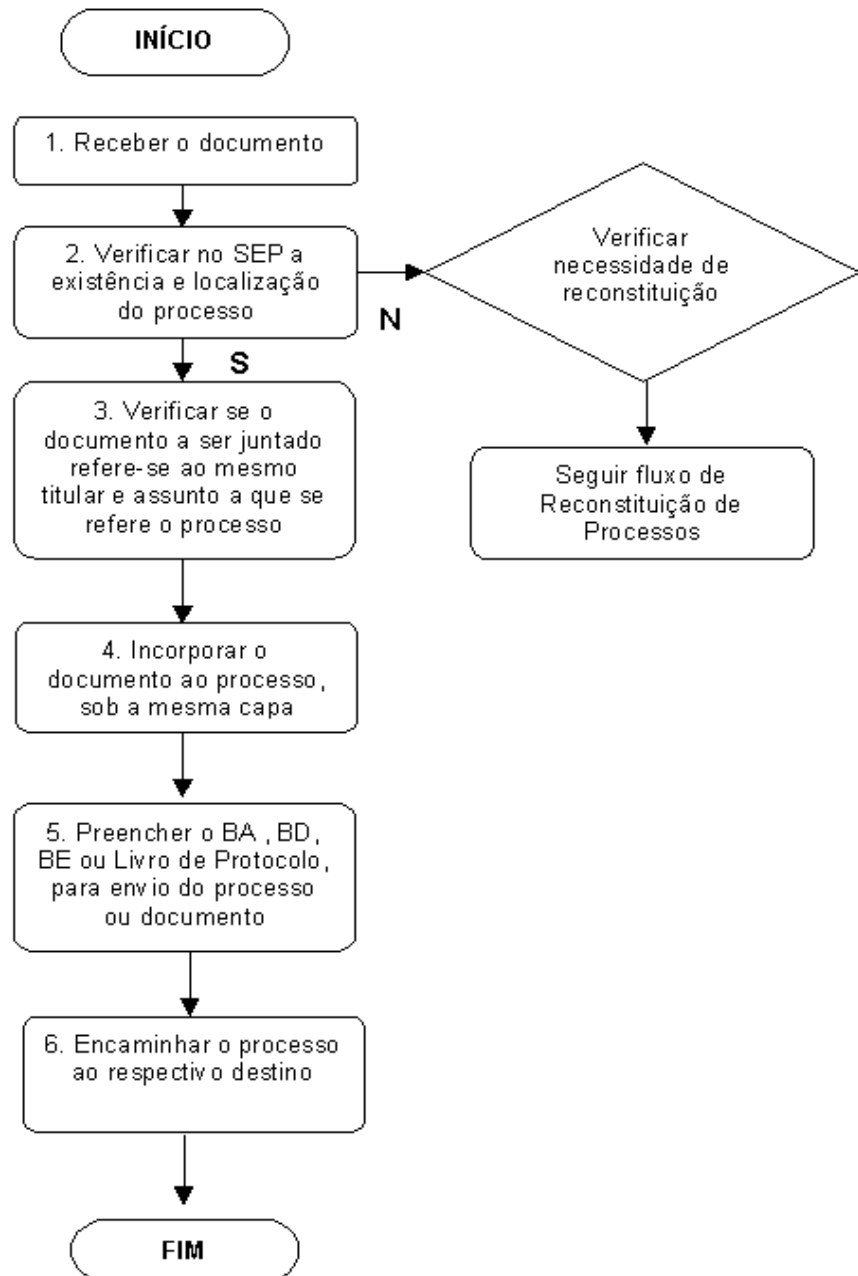 INÍCIO
1. Receber o documento
2. Verificar no SEP a
existência e localização
do processo
N
Verificar
necessidade de
reconstituição
S
3. Verificar se o
documento a ser juntado
refere-se ao mesmo
titular e assunto a que se
refere o processo
Seguir fluxo de
Reconstituição de
Processos
4. Incorporar o
documento ao processo,
sob a mesma capa
5. Preencher o BA , BD,
BE ou Livro de Protocolo,
para envio do processo
ou documento
6. Encaminhar o processo
ao respectivo destino
FIM